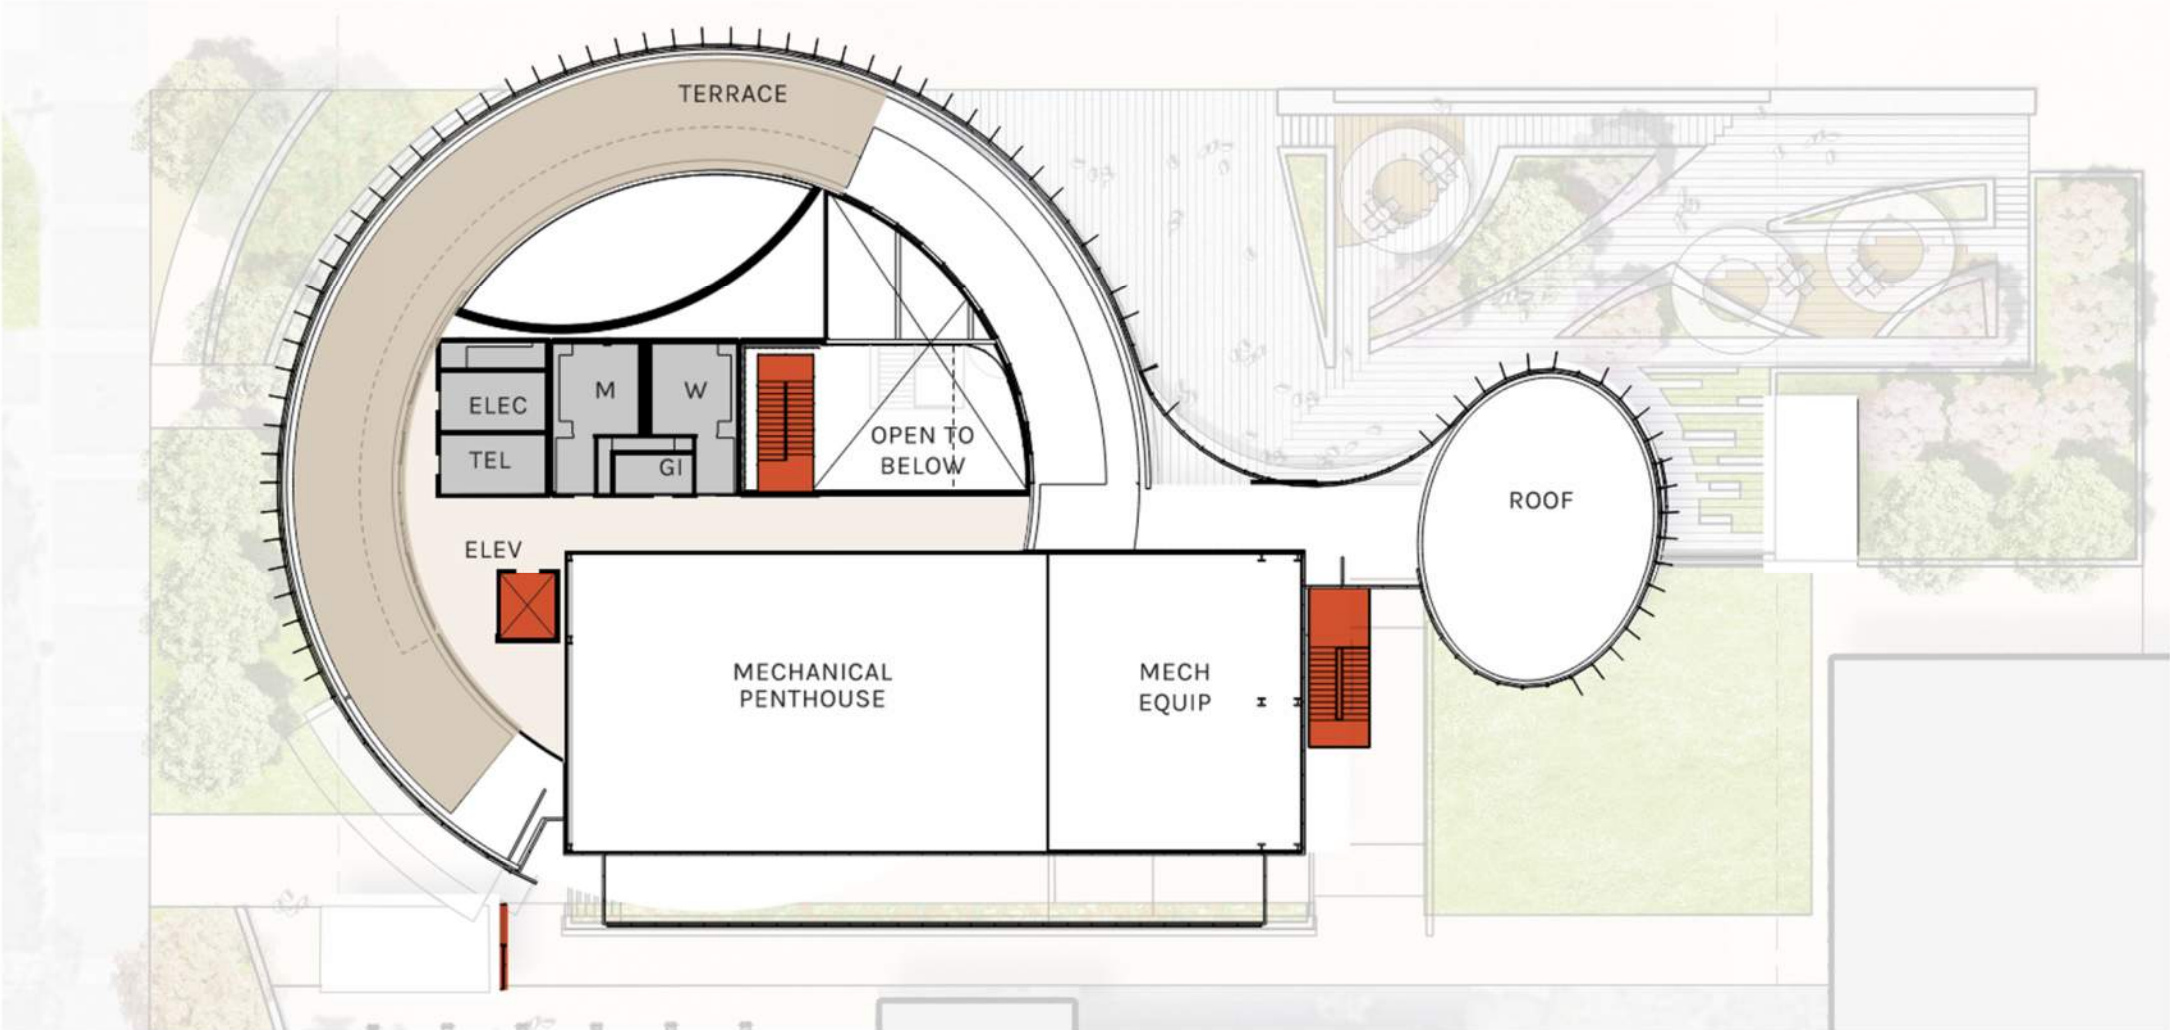 TERRACE
ELEC
M
W
TEL
GI
OPEN TO
BELOW
ELEV
ROOF
MECHANICAL
PENTHOUSE
MECH
EQUIP